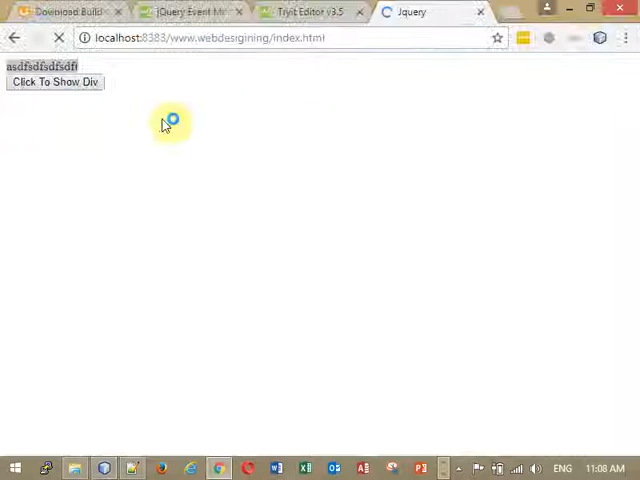 Download Build
jQuery Event Me
Tryit Editor v3.5
Jquery
localhost:8383/www.webdesigining/index.html
Click To Show Div
ENG
11:08 AM